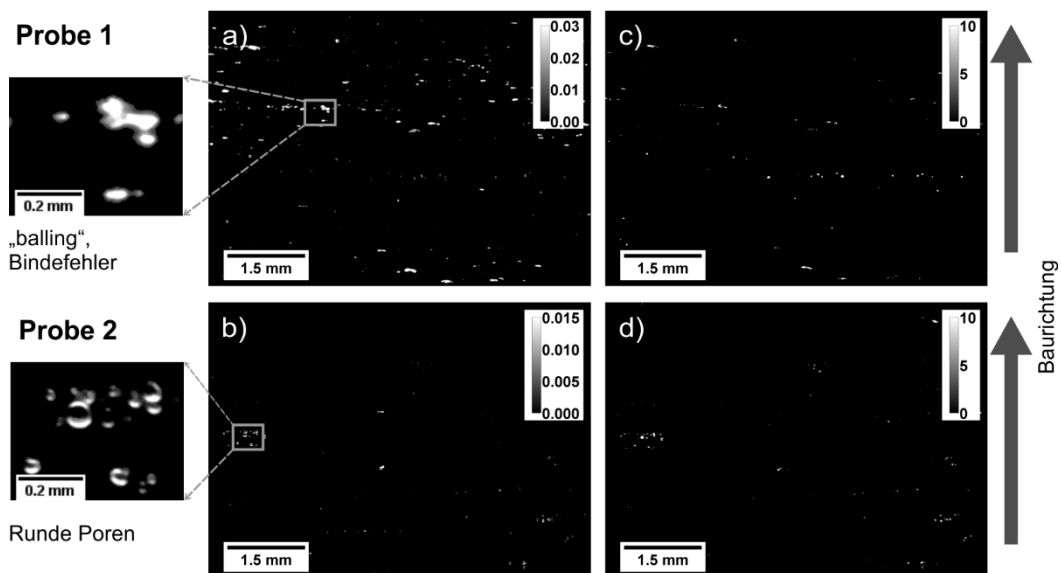 Probe 1
a)
0.03
0.02
0.01
0.00
c)
10
5
0
0.2 mm
„balling“,
Bindefehler
1.5 mm
1.5 mm
Baurichtung
Probe 2
b)
0.015
0.010
0.005
0.000
d)
10
5
0
0.2 mm
Runde Poren
1.5 mm
1.5 mm